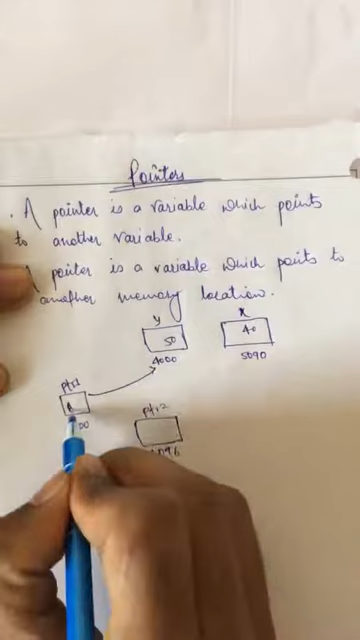 Pointers
. A pointer is a variable which points
to another variable.
A poiter is a variable which points to
another memory location.
y
x
50
40
4000
5090
ptr1
ptr2